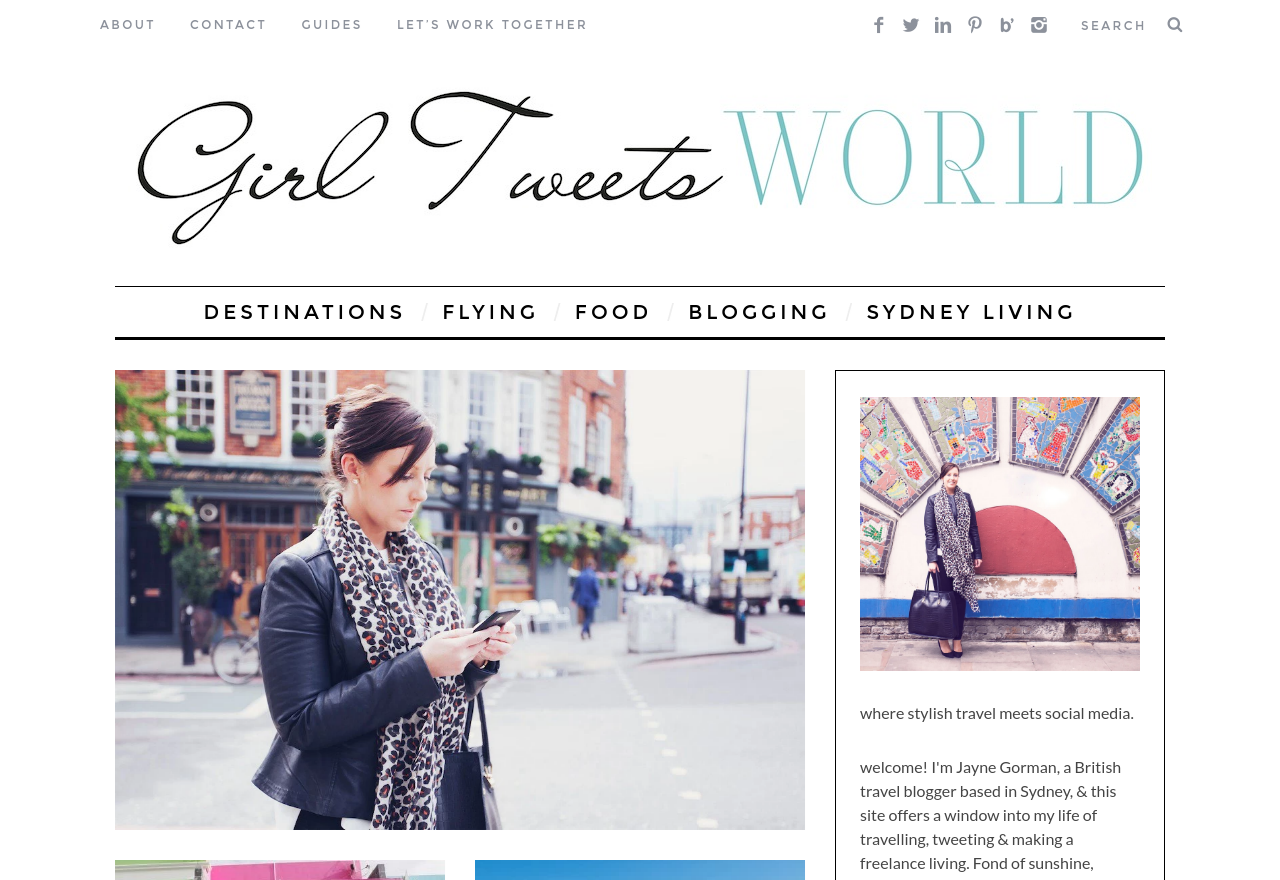 ABOUT CONTACT GUIDES LET'S WORK TOGETHER SEARCH
Girl Tweets WORLD
DESTINATIONS / FLYING / FOOD / BLOGGING / SYDNEY LIVING
where stylish travel meets social media.
welcome! I'm Jayne Gorman, a British
travel blogger based in Sydney, & this
site offers a window into my life of
travelling, tweeting & making a
freelance living. Fond of sunshine,